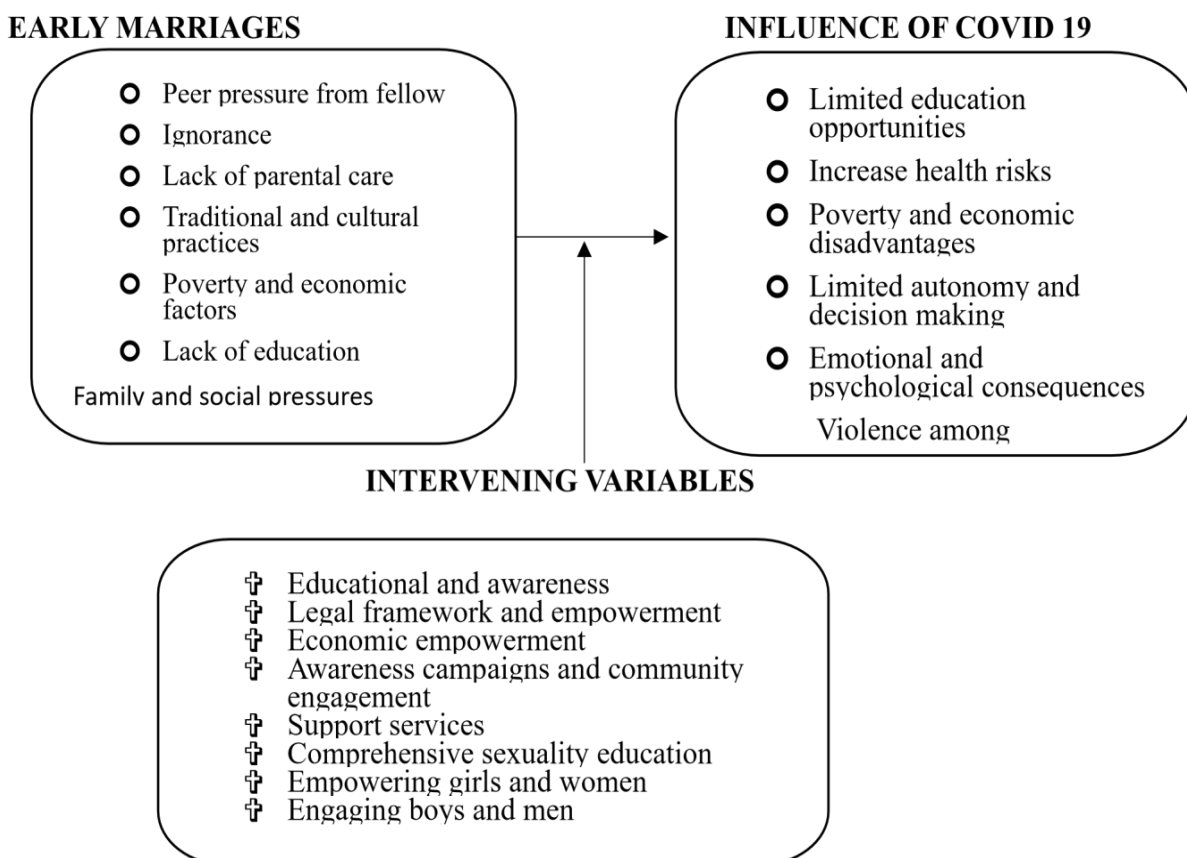 EARLY MARRIAGES
Peer pressure from fellow
Ignorance
Lack of parental care
Traditional and cultural
practices
Poverty and economic
factors
Lack of education
Family and social pressures
INFLUENCE OF COVID 19
Limited education
opportunities
Increase health risks
Poverty and economic
disadvantages
Limited autonomy and
decision making
Emotional and
psychological consequences
Violence among
INTERVENING VARIABLES
Educational and awareness
Legal framework and empowerment
Economic empowerment
Awareness campaigns and community
engagement
Support services
Comprehensive sexuality education
Empowering girls and women
Engaging boys and men